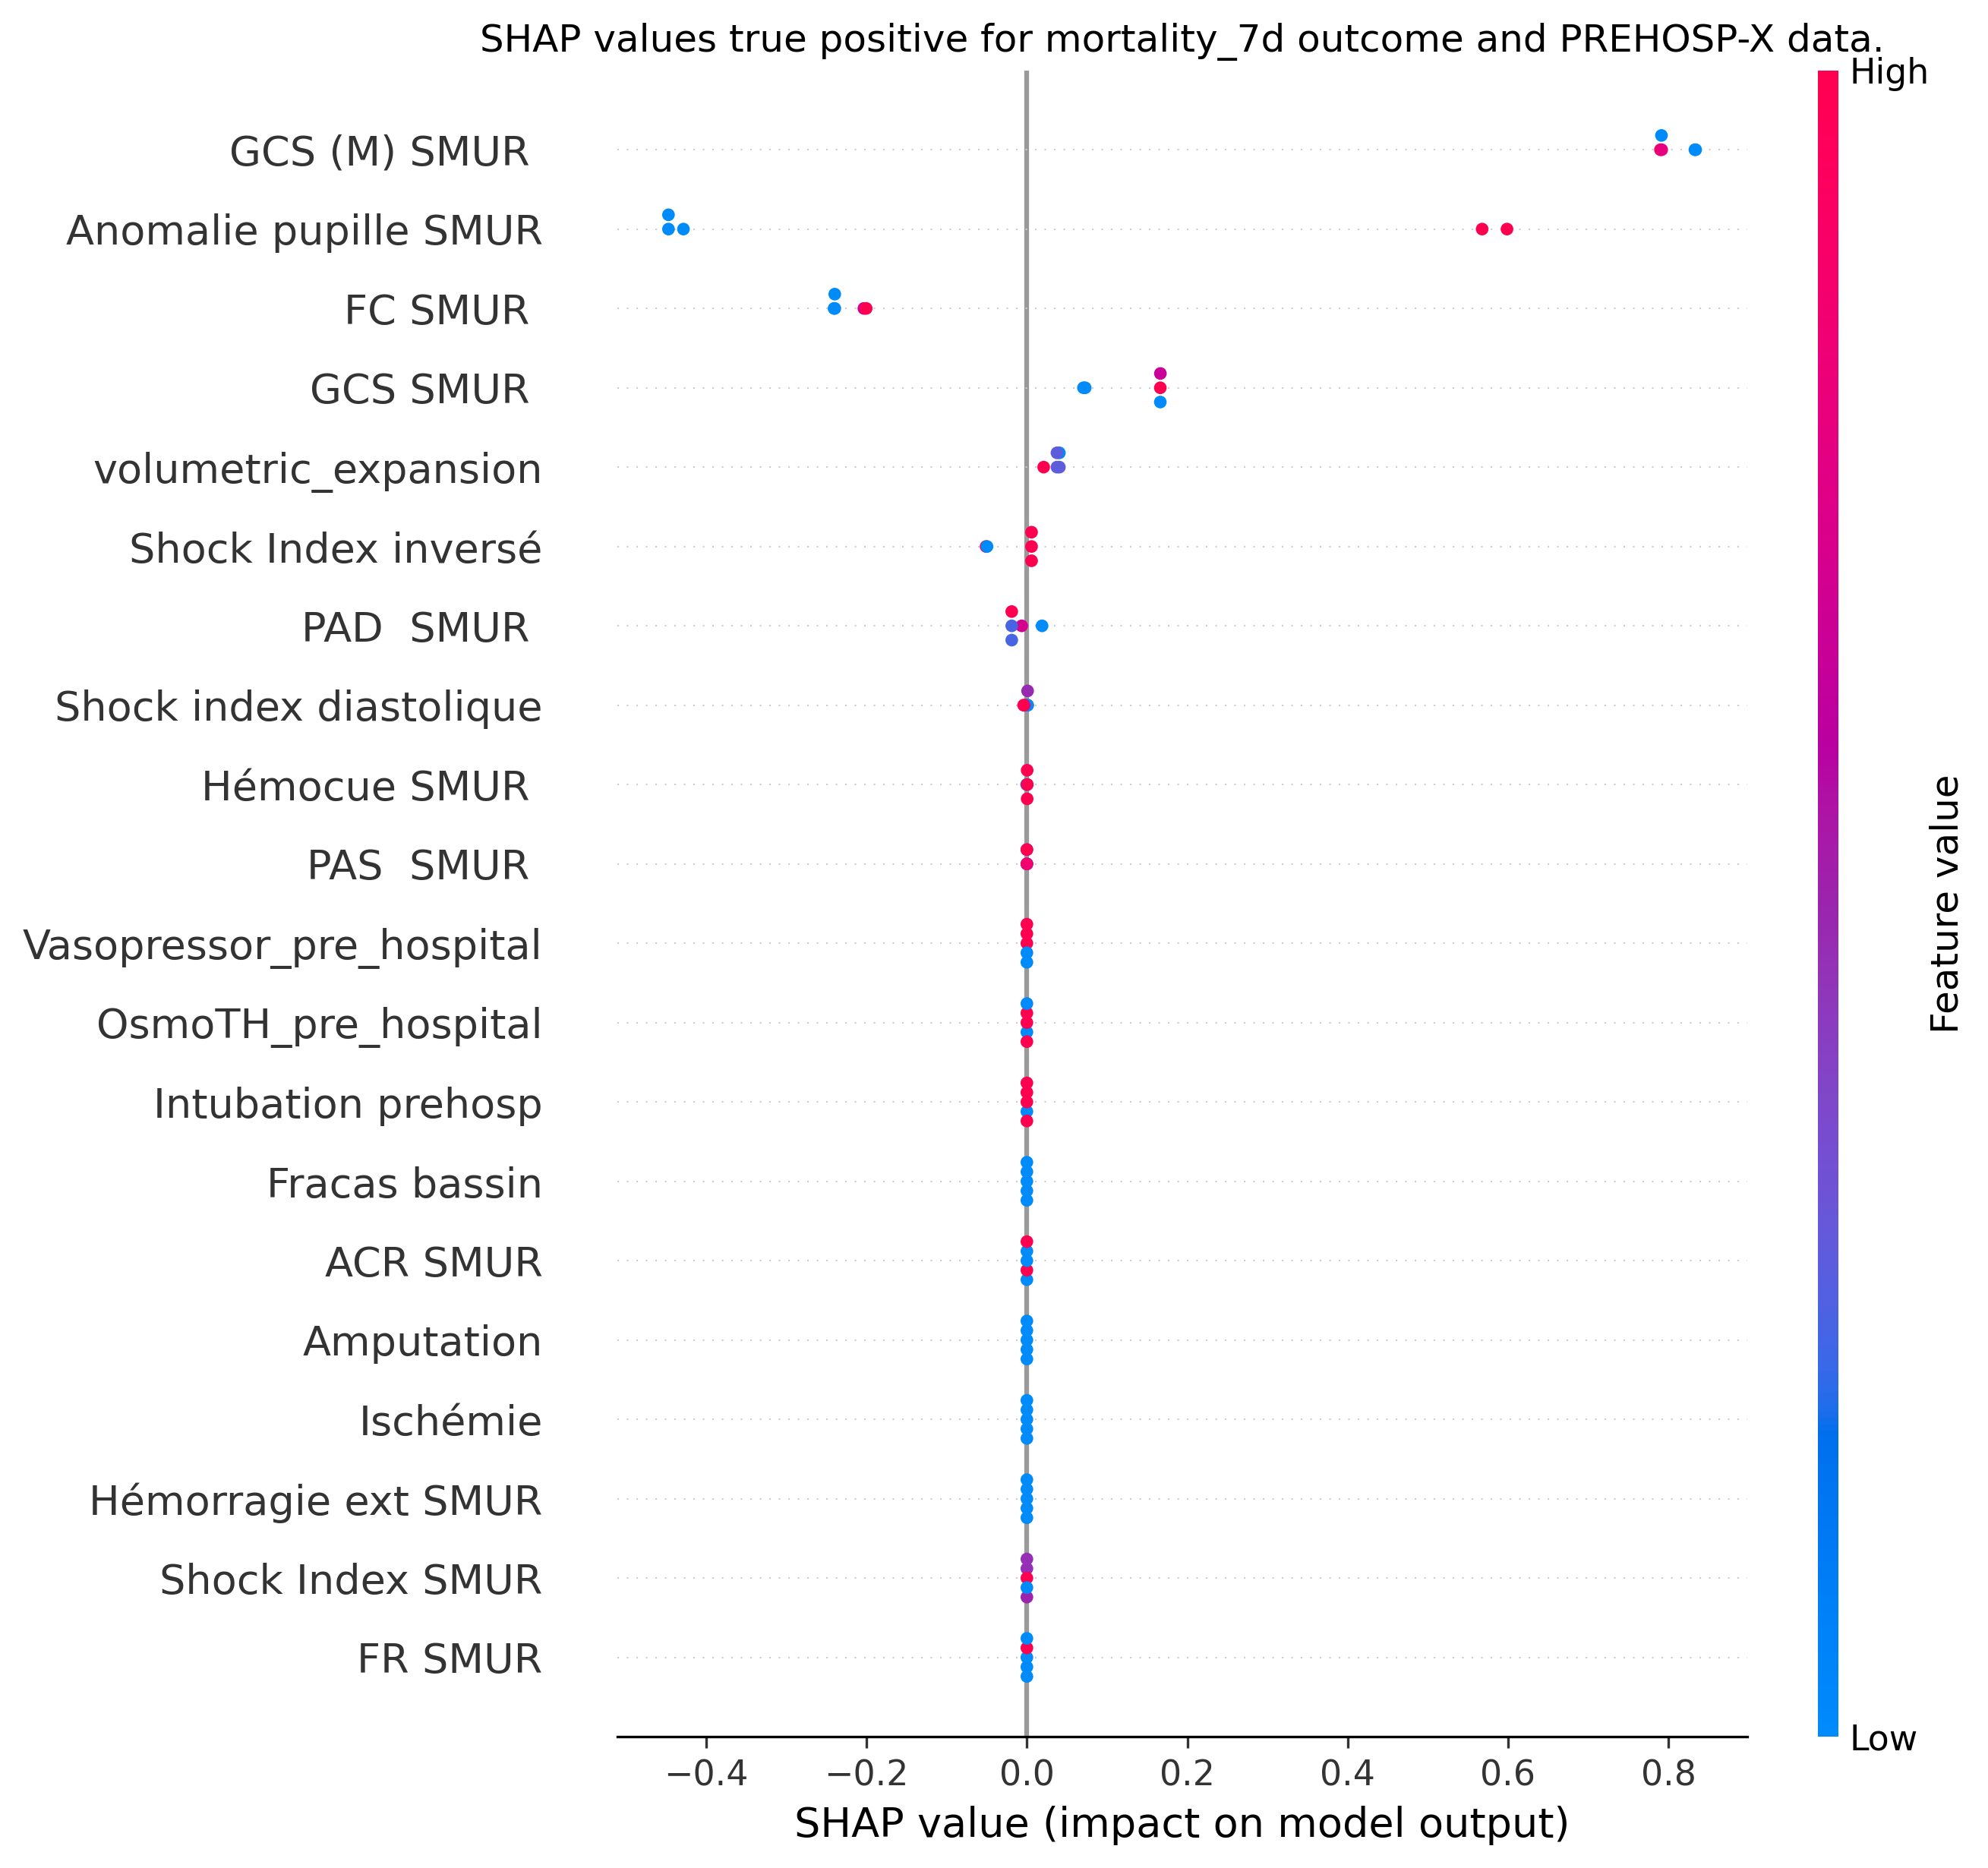 SHAP values true positive for mortality_7d outcome and PREHOSP-X data.
High
GCS (M) SMUR
Anomalie pupille SMUR
FC SMUR
GCS SMUR
volumetric_expansion
Shock Index inversé
PAD  SMUR
Shock index diastolique
Hémocue SMUR
PAS  SMUR
Vasopressor_pre_hospital
OsmoTH_pre_hospital
Intubation prehosp
Fracas bassin
ACR SMUR
Amputation
Ischémie
Hémorragie ext SMUR
Shock Index SMUR
FR SMUR
Feature value
Low
−0.4
−0.2
0.0
0.2
0.4
0.6
0.8
SHAP value (impact on model output)